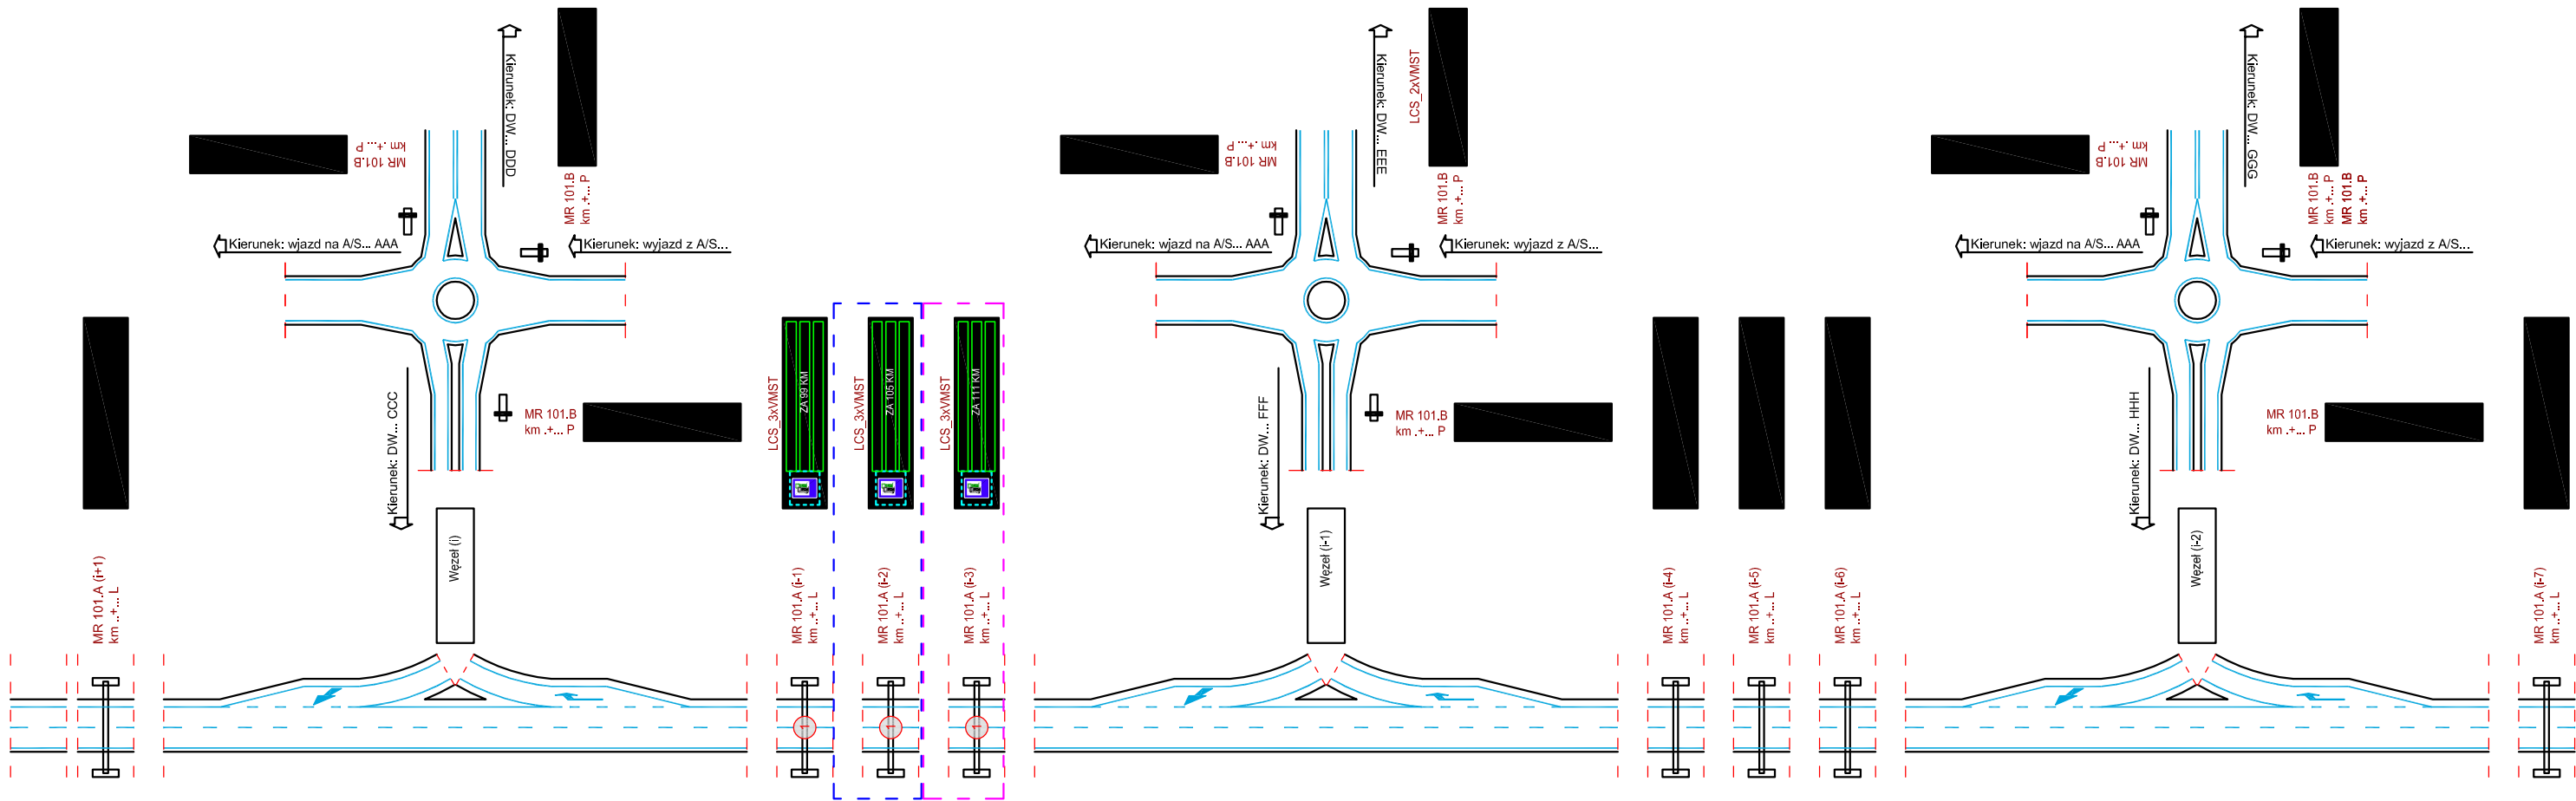 Kierunek: DW... DDD
MR 101.B
km .+... P
MR 101.B
km .+... P
Kierunek: wjazd na A/S... AAA
Kierunek: wyjazd z A/S...
Kierunek: DW... CCC
MR 101.B
km .+... P
Węzeł (i)
MR 101.A (i+1)
km ..+... L
LCS_3xVMST
ZA 99 KM
MR 101.A (i-1)
km ..+... L
1
LCS_3xVMST
ZA 105 KM
MR 101.A (i-2)
km ..+... L
1
LCS_3xVMST
ZA 111 KM
MR 101.A (i-3)
km ..+... L
1
Kierunek: DW... EEE
LCS_2xVMST
MR 101.B
km .+... P
MR 101.B
km .+... P
Kierunek: wjazd na A/S... AAA
Kierunek: wyjazd z A/S...
Kierunek: DW... FFF
MR 101.B
km .+... P
Węzeł (i-1)
MR 101.A (i-4)
km ..+... L
MR 101.A (i-5)
km ..+... L
MR 101.A (i-6)
km ..+... L
Kierunek: DW... GGG
MR 101.B
km .+... P
MR 101.B
km .+... P
MR 101.B
km .+... P
Kierunek: wjazd na A/S... AAA
Kierunek: wyjazd z A/S...
Kierunek: DW... HHH
MR 101.B
km .+... P
Węzeł (i-2)
MR 101.A (i-7)
km ..+... L